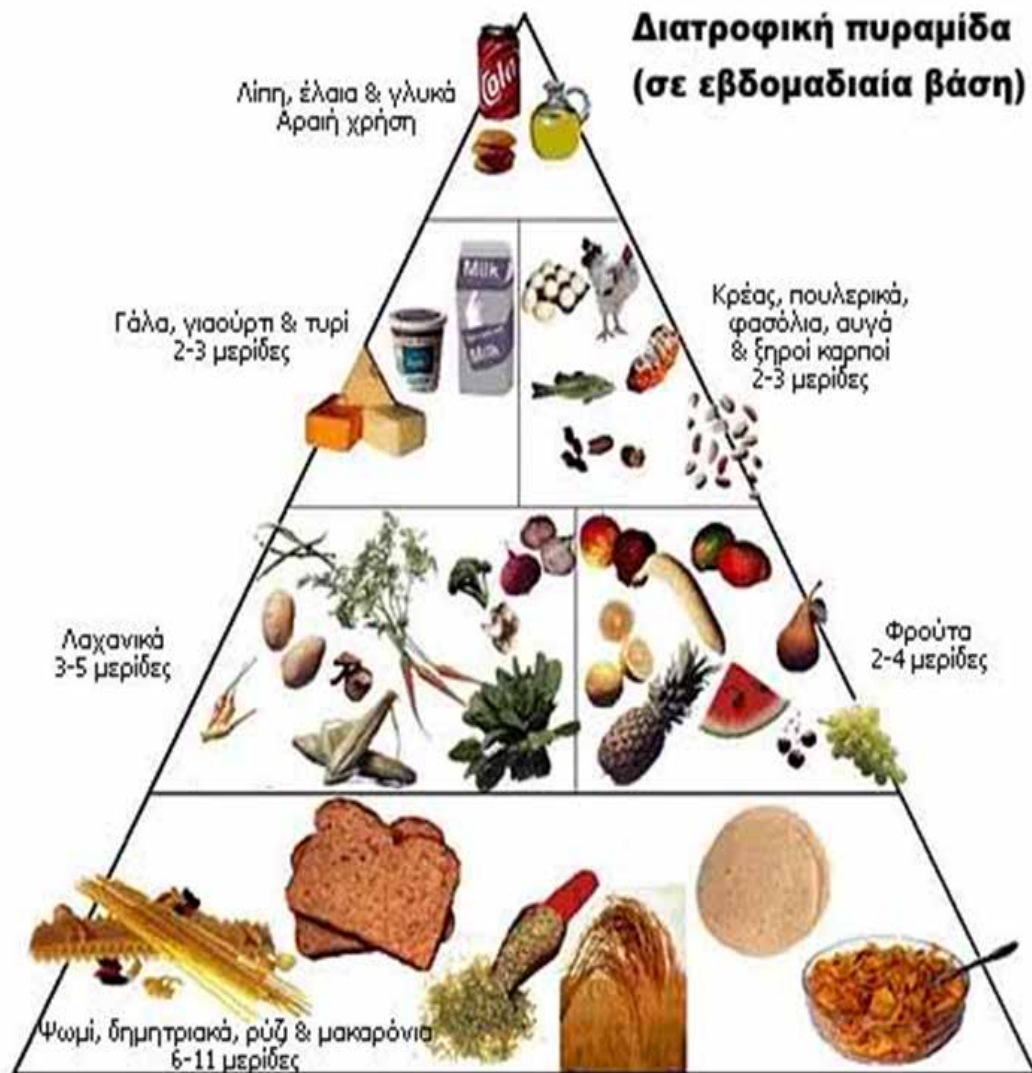 Διατροφική πυραμίδα
(σε εβδομαδιαία βάση)
Λίπη, έλαια & γλυκά
Αραιή χρήση
Cola
Γάλα, γιαούρτι & τυρί
2-3 μερίδες
Milk
Milk
Κρέας, πουλερικά,
φασόλια, αυγά
& ξηροί καρποί
2-3 μερίδες
Λαχανικά
3-5 μερίδες
Φρούτα
2-4 μερίδες
Ψωμί, δημητριακά, ρύζι & μακαρόνια
6-11 μερίδες